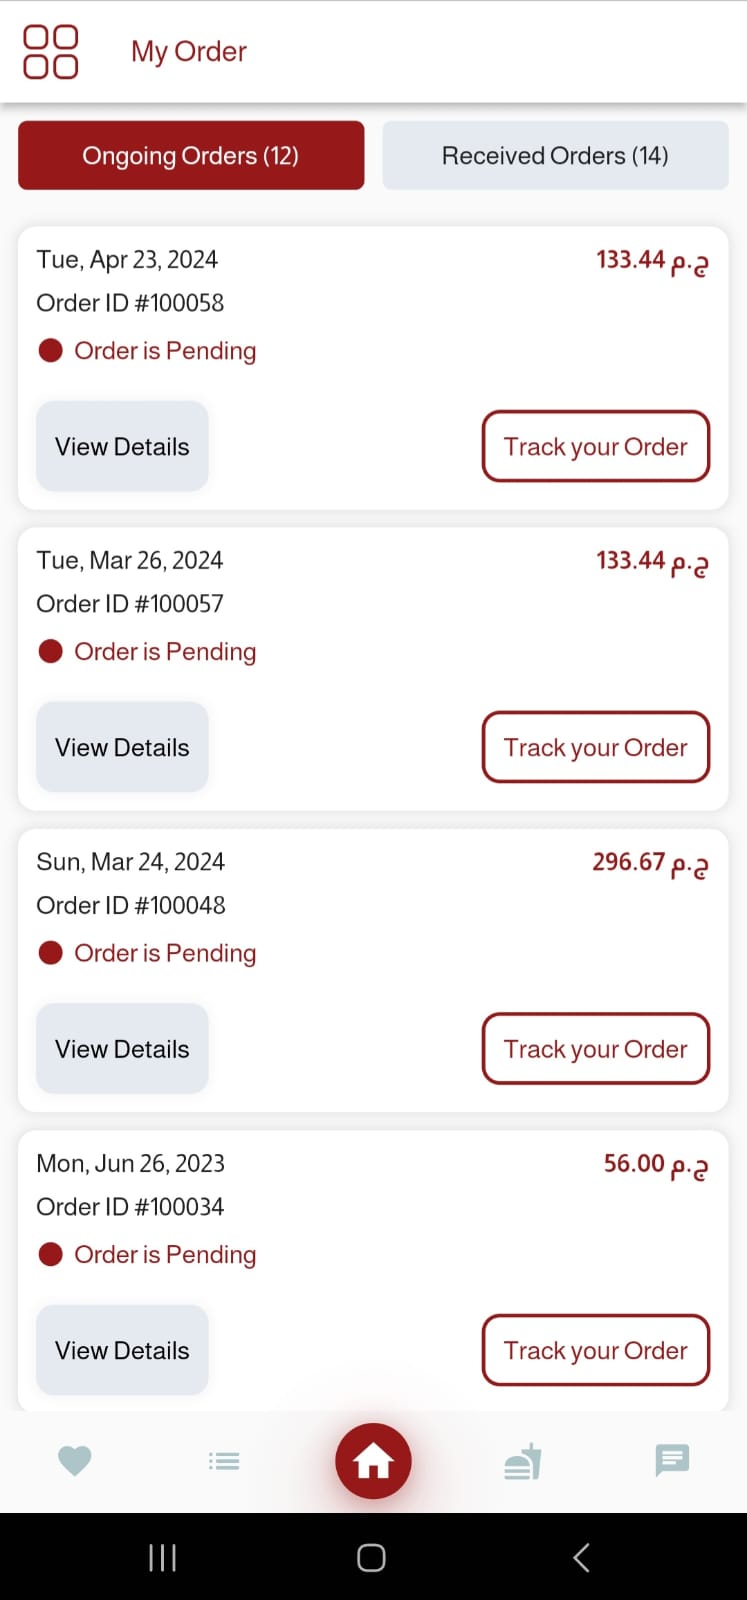 My Order
Ongoing Orders (12)
Received Orders (14)
Tue, Apr 23, 2024
133.44 ج.م
Order ID #100058
Order is Pending
View Details
Track your Order
Tue, Mar 26, 2024
133.44 ج.م
Order ID #100057
Order is Pending
View Details
Track your Order
Sun, Mar 24, 2024
296.67 ج.م
Order ID #100048
Order is Pending
View Details
Track your Order
Mon, Jun 26, 2023
56.00 ج.م
Order ID #100034
Order is Pending
View Details
Track your Order